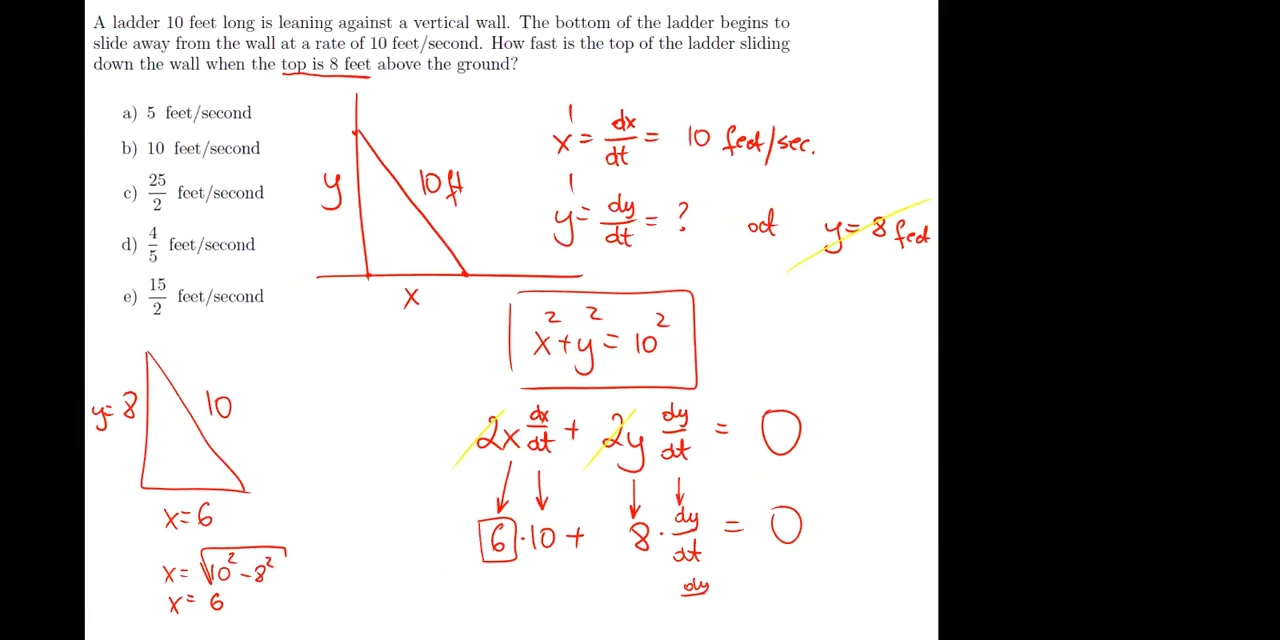 A ladder 10 feet long is leaning against a vertical wall. The bottom of the ladder begins to
slide away from the wall at a rate of 10 feet/second. How fast is the top of the ladder sliding
down the wall when the top is 8 feet above the ground?
a) 5 feet/second
b) 10 feet/second
c) 25/2 feet/second
d) 4/5 feet/second
e) 15/2 feet/second
y
10 ft
x
x' = dx/dt = 10 feet/sec.
y' = dy/dt = ? at y = 8 feet
x² + y² = 10²
2x dx/dt + 2y dy/dt = 0
6 · 10 + 8 · dy/dt = 0
dy
y = 8
10
x = 6
x = √10² - 8²
x = 6